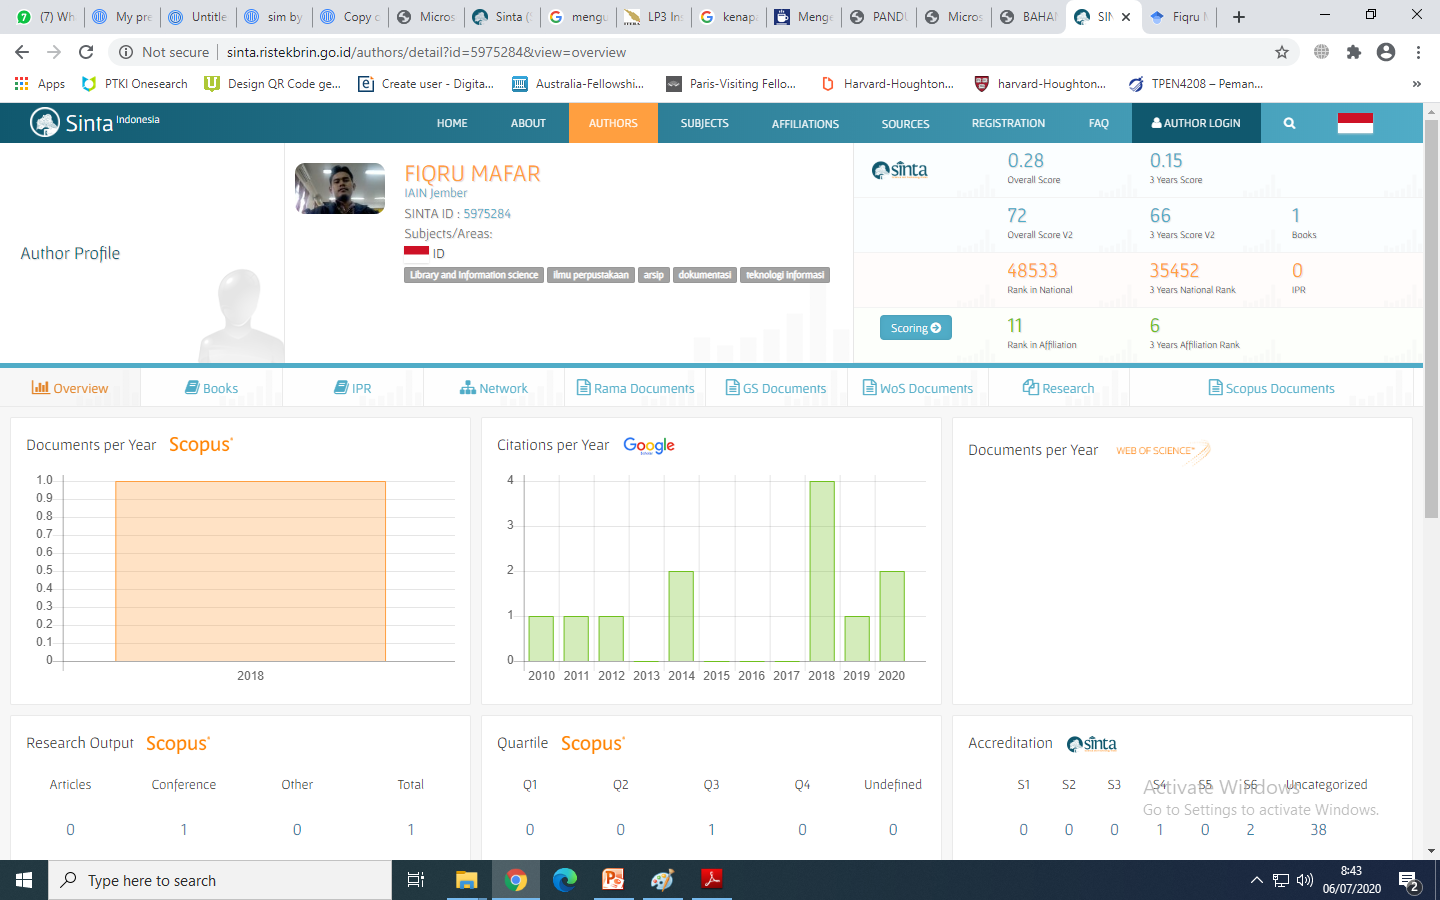 (7) Wh
My pre
Untitle
sim by
Copy c
Micros
Sinta (S
mengu
LP3 Ins
kenapa
Menge
PANDU
Micros
BAHAN
SIN
Fiqru M
Not secure
sinta.ristekbrin.go.id/authors/detail?id=5975284&view=overview
Apps
PTKI Onesearch
Design QR Code ge...
Create user - Digita...
Australia-Fellowshi...
Paris-Visiting Fello...
Harvard-Houghton...
harvard-Houghton...
TPEN4208 – Peman...
»
Sinta Indonesia
HOME
ABOUT
AUTHORS
SUBJECTS
AFFILIATIONS
SOURCES
REGISTRATION
FAQ
AUTHOR LOGIN
Author Profile
FIQRU MAFAR
IAIN Jember
SINTA ID : 5975284
Subjects/Areas:
ID
Library and Information science
ilmu perpustakaan
arsip
dokumentasi
teknologi informasi
sinta
0.28
Overall Score
0.15
3 Years Score
72
Overall Score V2
66
3 Years Score V2
1
Books
48533
Rank in National
35452
3 Years National Rank
0
IPR
Scoring
11
Rank in Affiliation
6
3 Years Affiliation Rank
Overview
Books
IPR
Network
Rama Documents
GS Documents
WoS Documents
Research
Scopus Documents
Documents per Year Scopus
1.0
0.9
0.8
0.7
0.6
0.5
0.4
0.3
0.2
0.1
0
2018
Citations per Year Google
4
3
2
1
0
2010 2011 2012 2013 2014 2015 2016 2017 2018 2019 2020
Documents per Year WEB OF SCIENCE
Research Output Scopus
Articles Conference Other Total
0 1 0 1
Quartile Scopus
Q1 Q2 Q3 Q4 Undefined
0 0 1 0 0
Accreditation sinta
S1 S2 S3 S4 S5 S6 Uncategorized
0 0 0 1 0 2 38
Activate Windows
Go to Settings to activate Windows.
Type here to search
8:43
06/07/2020
2